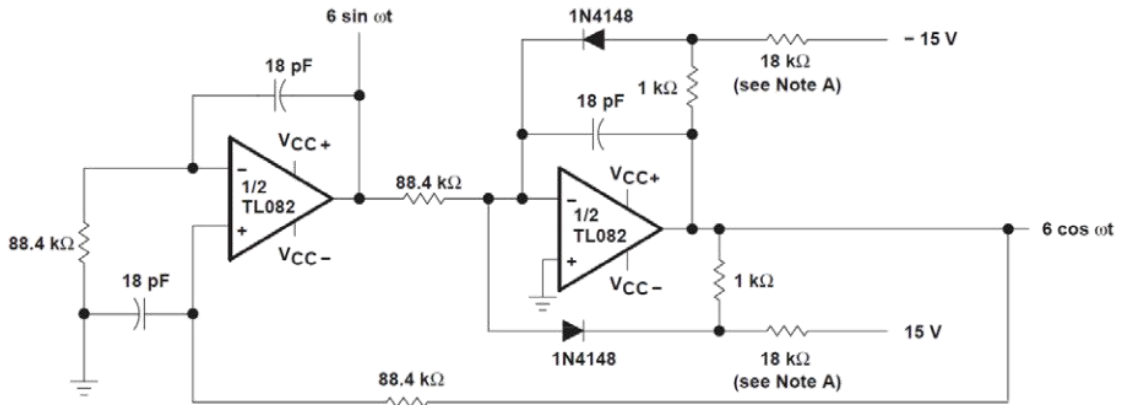 6 sin ωt
1N4148
– 15 V
18 pF
18 kΩ
(see Note A)
1 kΩ
18 pF
VCC+
–
1/2
TL082
+
VCC–
88.4 kΩ
88.4 kΩ
18 pF
VCC+
–
1/2
TL082
+
VCC–
6 cos ωt
1 kΩ
1N4148
15 V
18 kΩ
(see Note A)
88.4 kΩ